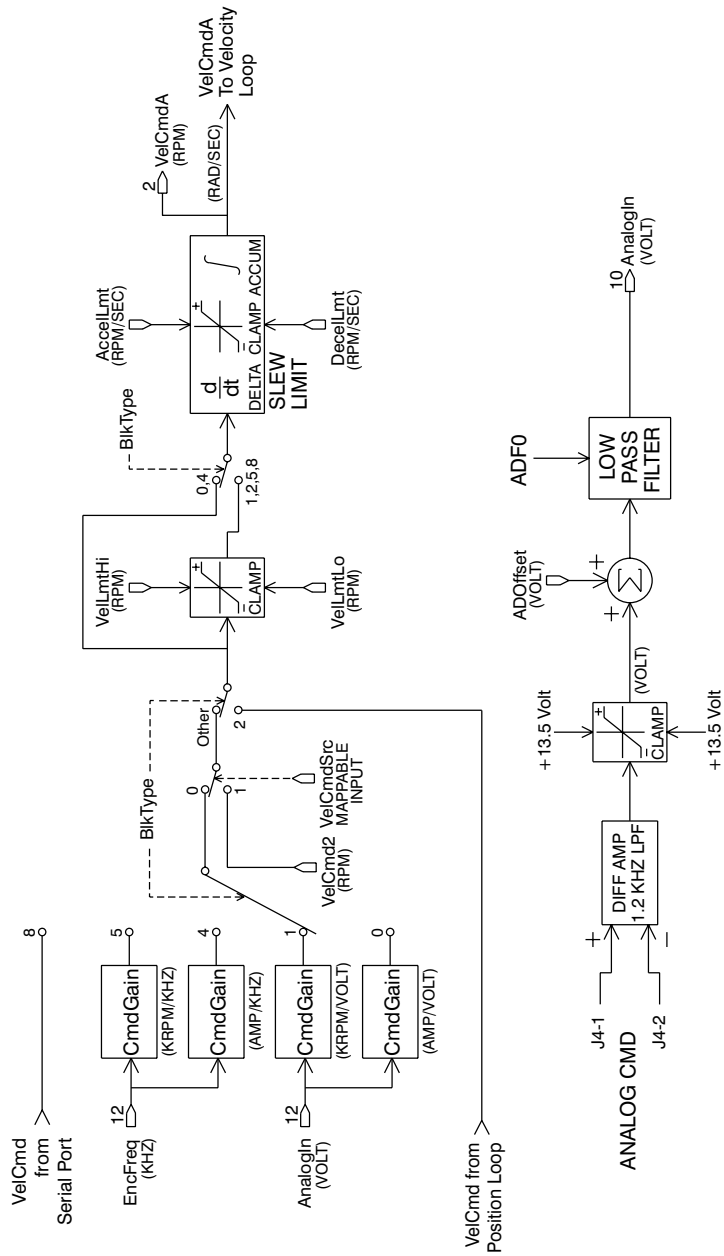 VelCmd
from
Serial Port
8
EncFreq
(KHZ)
12
CmdGain
(KRPM/KHZ)
5
CmdGain
(AMP/KHZ)
4
AnalogIn
(VOLT)
12
CmdGain
(KRPM/VOLT)
1
CmdGain
(AMP/VOLT)
0
VelCmd from
Position Loop
BlkType
0
1
VelCmd2
(RPM)
VelCmdSrc
MAPPABLE
INPUT
Other
2
VelLmtHi
(RPM)
+
−
CLAMP
VelLmtLo
(RPM)
BlkType
0,4
1,2,5,8
AccelLmt
(RPM/SEC)
d
dt
+
−
∫
DELTA CLAMP ACCUM
SLEW
LIMIT
DecelLmt
(RPM/SEC)
2
VelCmdA
(RPM)
(RAD/SEC)
VelCmdA
To Velocity
Loop
ANALOG CMD
J4-1
J4-2
+
−
DIFF AMP
1.2 KHZ LPF
+13.5 Volt
+
−
CLAMP
+13.5 Volt
(VOLT)
ADOffset
(VOLT)
+
+
Σ
ADF0
LOW
PASS
FILTER
10
AnalogIn
(VOLT)